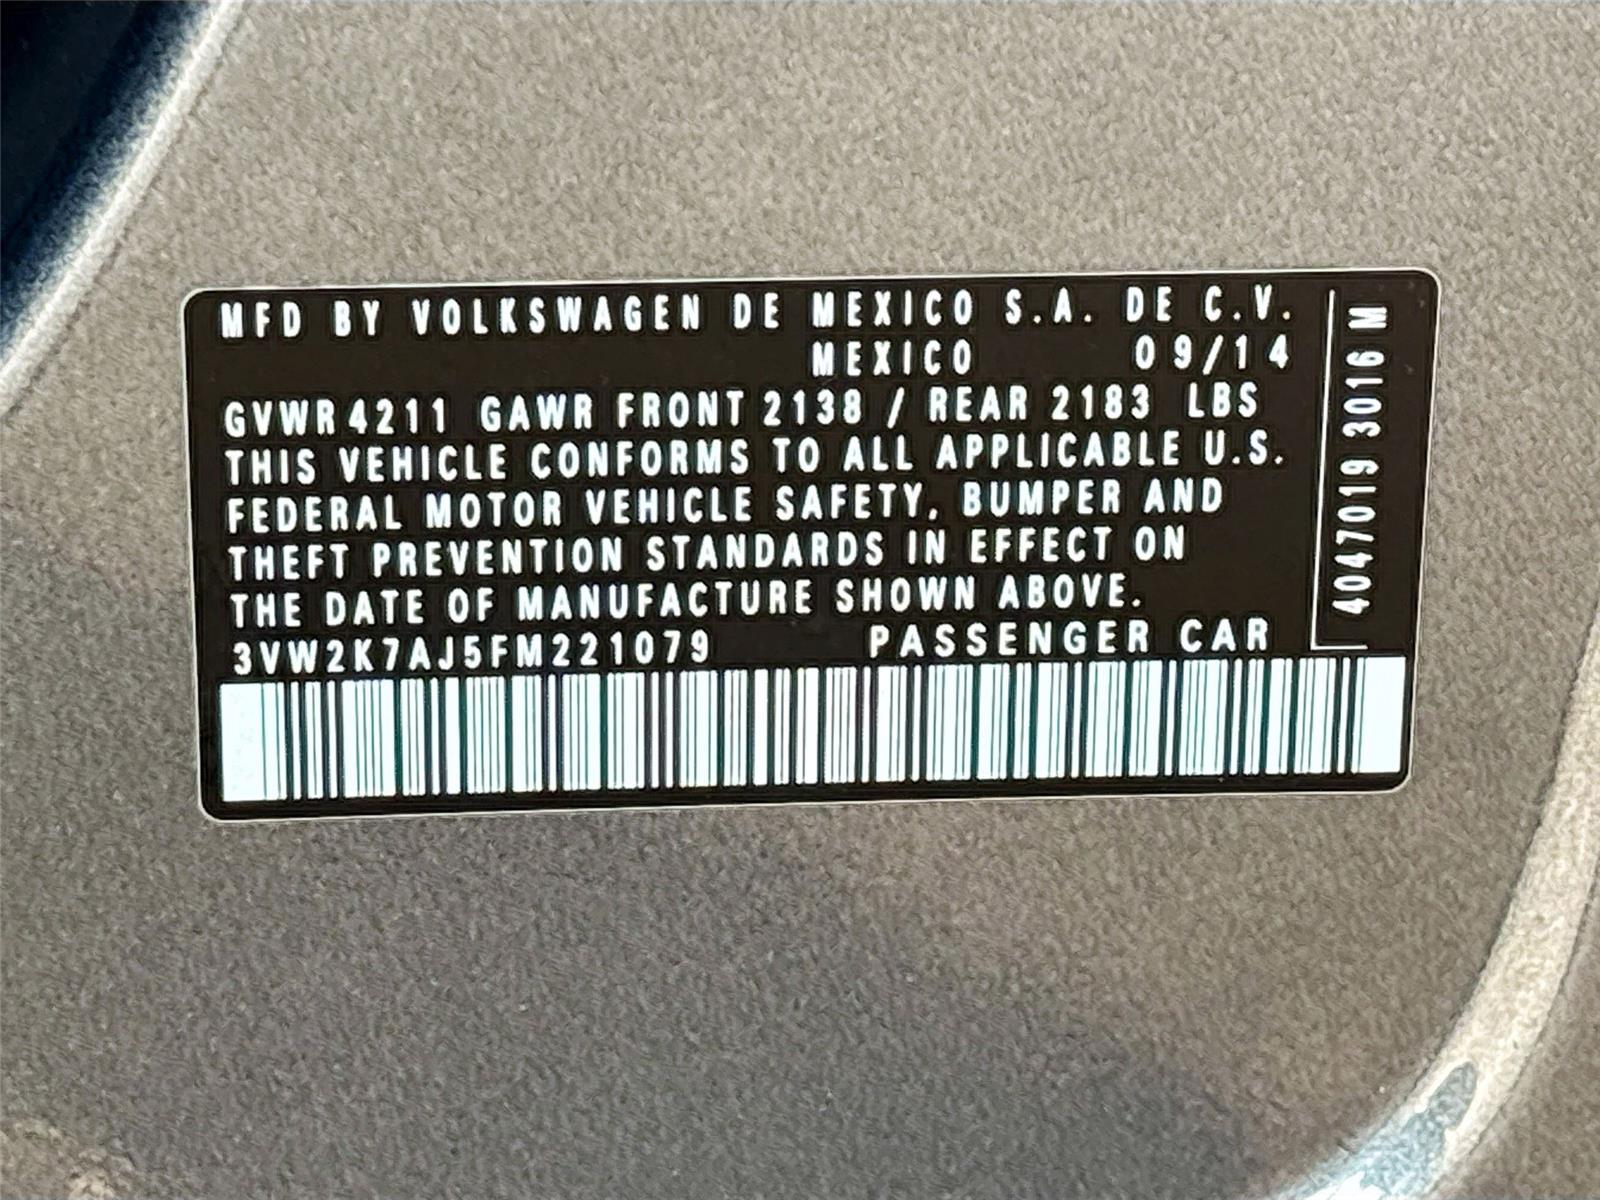 MFD BY VOLKSWAGEN DE MEXICO S.A. DE C.V.
MEXICO 09/14
GVWR 4211 GAWR FRONT 2138 / REAR 2183 LBS
THIS VEHICLE CONFORMS TO ALL APPLICABLE U.S.
FEDERAL MOTOR VEHICLE SAFETY, BUMPER AND
THEFT PREVENTION STANDARDS IN EFFECT ON
THE DATE OF MANUFACTURE SHOWN ABOVE.
3VW2K7AJ5FM221079 PASSENGER CAR
4047019 3016 M